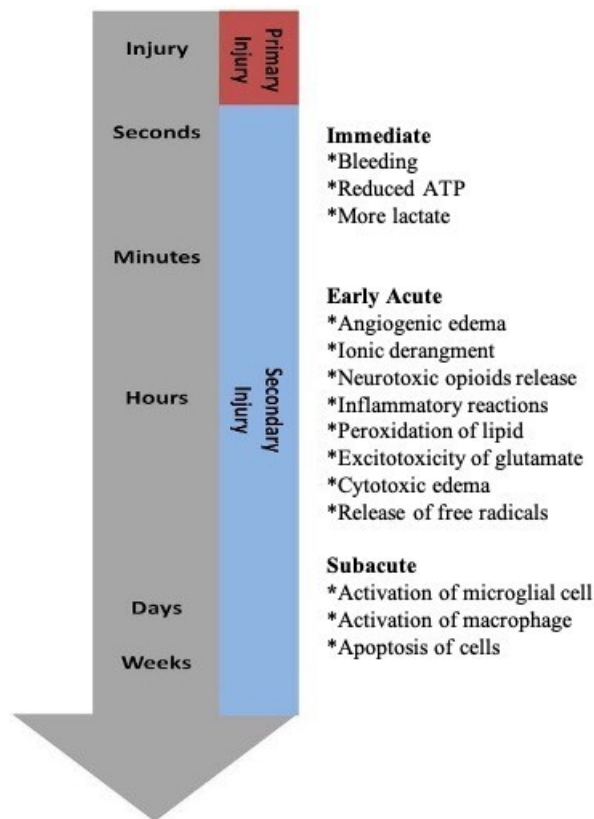 Injury
Primary
Injury
Seconds
Immediate
*Bleeding
*Reduced ATP
*More lactate
Minutes
Early Acute
*Angiogenic edema
*Ionic derangment
*Neurotoxic opioids release
Hours
Secondary
Injury
*Inflammatory reactions
*Peroxidation of lipid
*Excitotoxicity of glutamate
*Cytotoxic edema
*Release of free radicals
Subacute
*Activation of microglial cell
Days
*Activation of macrophage
*Apoptosis of cells
Weeks